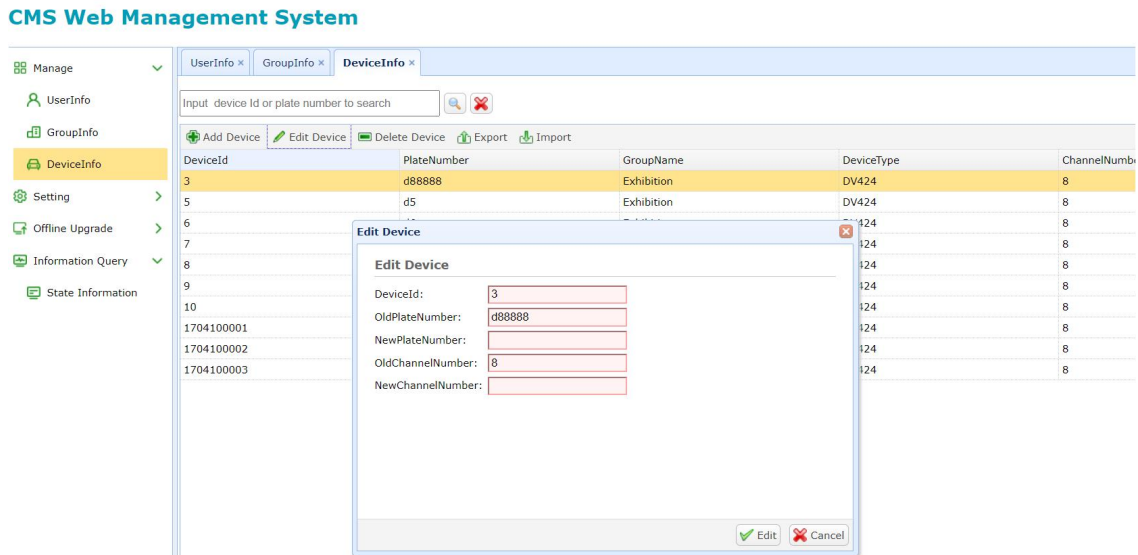 CMS Web Management System
Manage
UserInfo
GroupInfo
DeviceInfo
Setting
Offline Upgrade
Information Query
State Information
UserInfo × GroupInfo × DeviceInfo ×
Input device Id or plate number to search
Add Device Edit Device Delete Device Export Import
DeviceId PlateNumber GroupName DeviceType ChannelNumbe
3 d88888 Exhibition DV424 8
5 d5 Exhibition DV424 8
6 424 8
7 424 8
8 424 8
9 424 8
10 424 8
1704100001 424 8
1704100002 424 8
1704100003 424 8
Edit Device
Edit Device
DeviceId: 3
OldPlateNumber: d88888
NewPlateNumber:
OldChannelNumber: 8
NewChannelNumber:
Edit Cancel